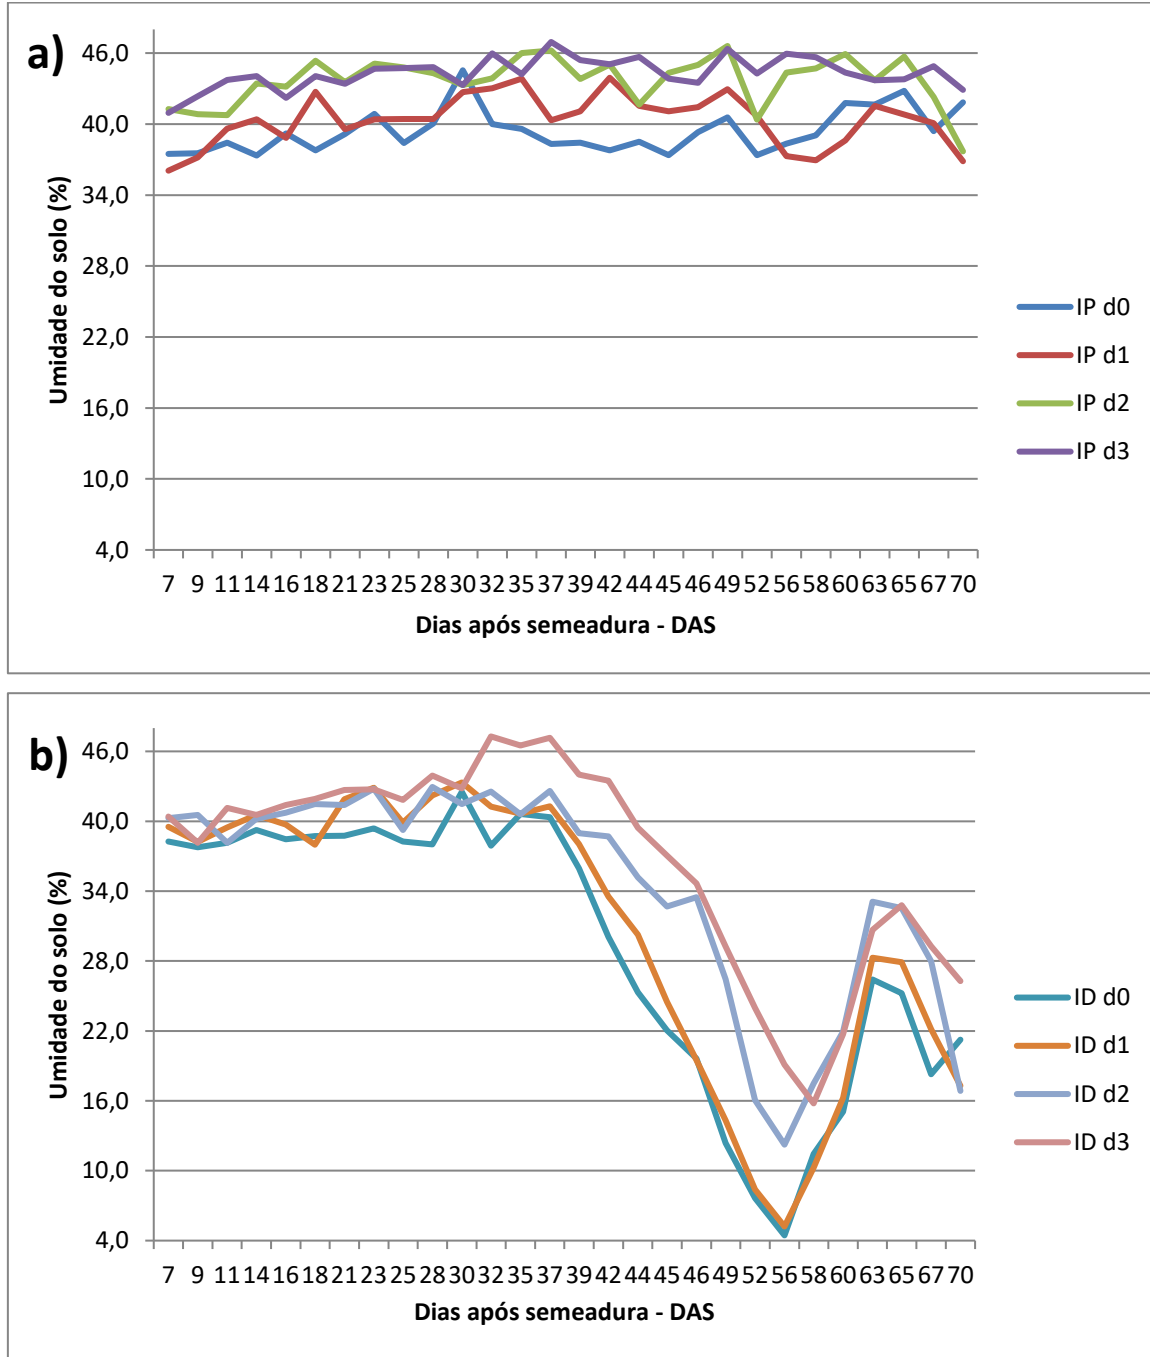 a)
Umidade do solo (%)
46,0
40,0
34,0
28,0
22,0
16,0
10,0
4,0
7 9 11 14 16 18 21 23 25 28 30 32 35 37 39 42 44 45 46 49 52 56 58 60 63 65 67 70
Dias após semeadura - DAS
IP d0
IP d1
IP d2
IP d3
b)
Umidade do solo (%)
46,0
40,0
34,0
28,0
22,0
16,0
10,0
4,0
7 9 11 14 16 18 21 23 25 28 30 32 35 37 39 42 44 45 46 49 52 56 58 60 63 65 67 70
Dias após semeadura - DAS
ID d0
ID d1
ID d2
ID d3